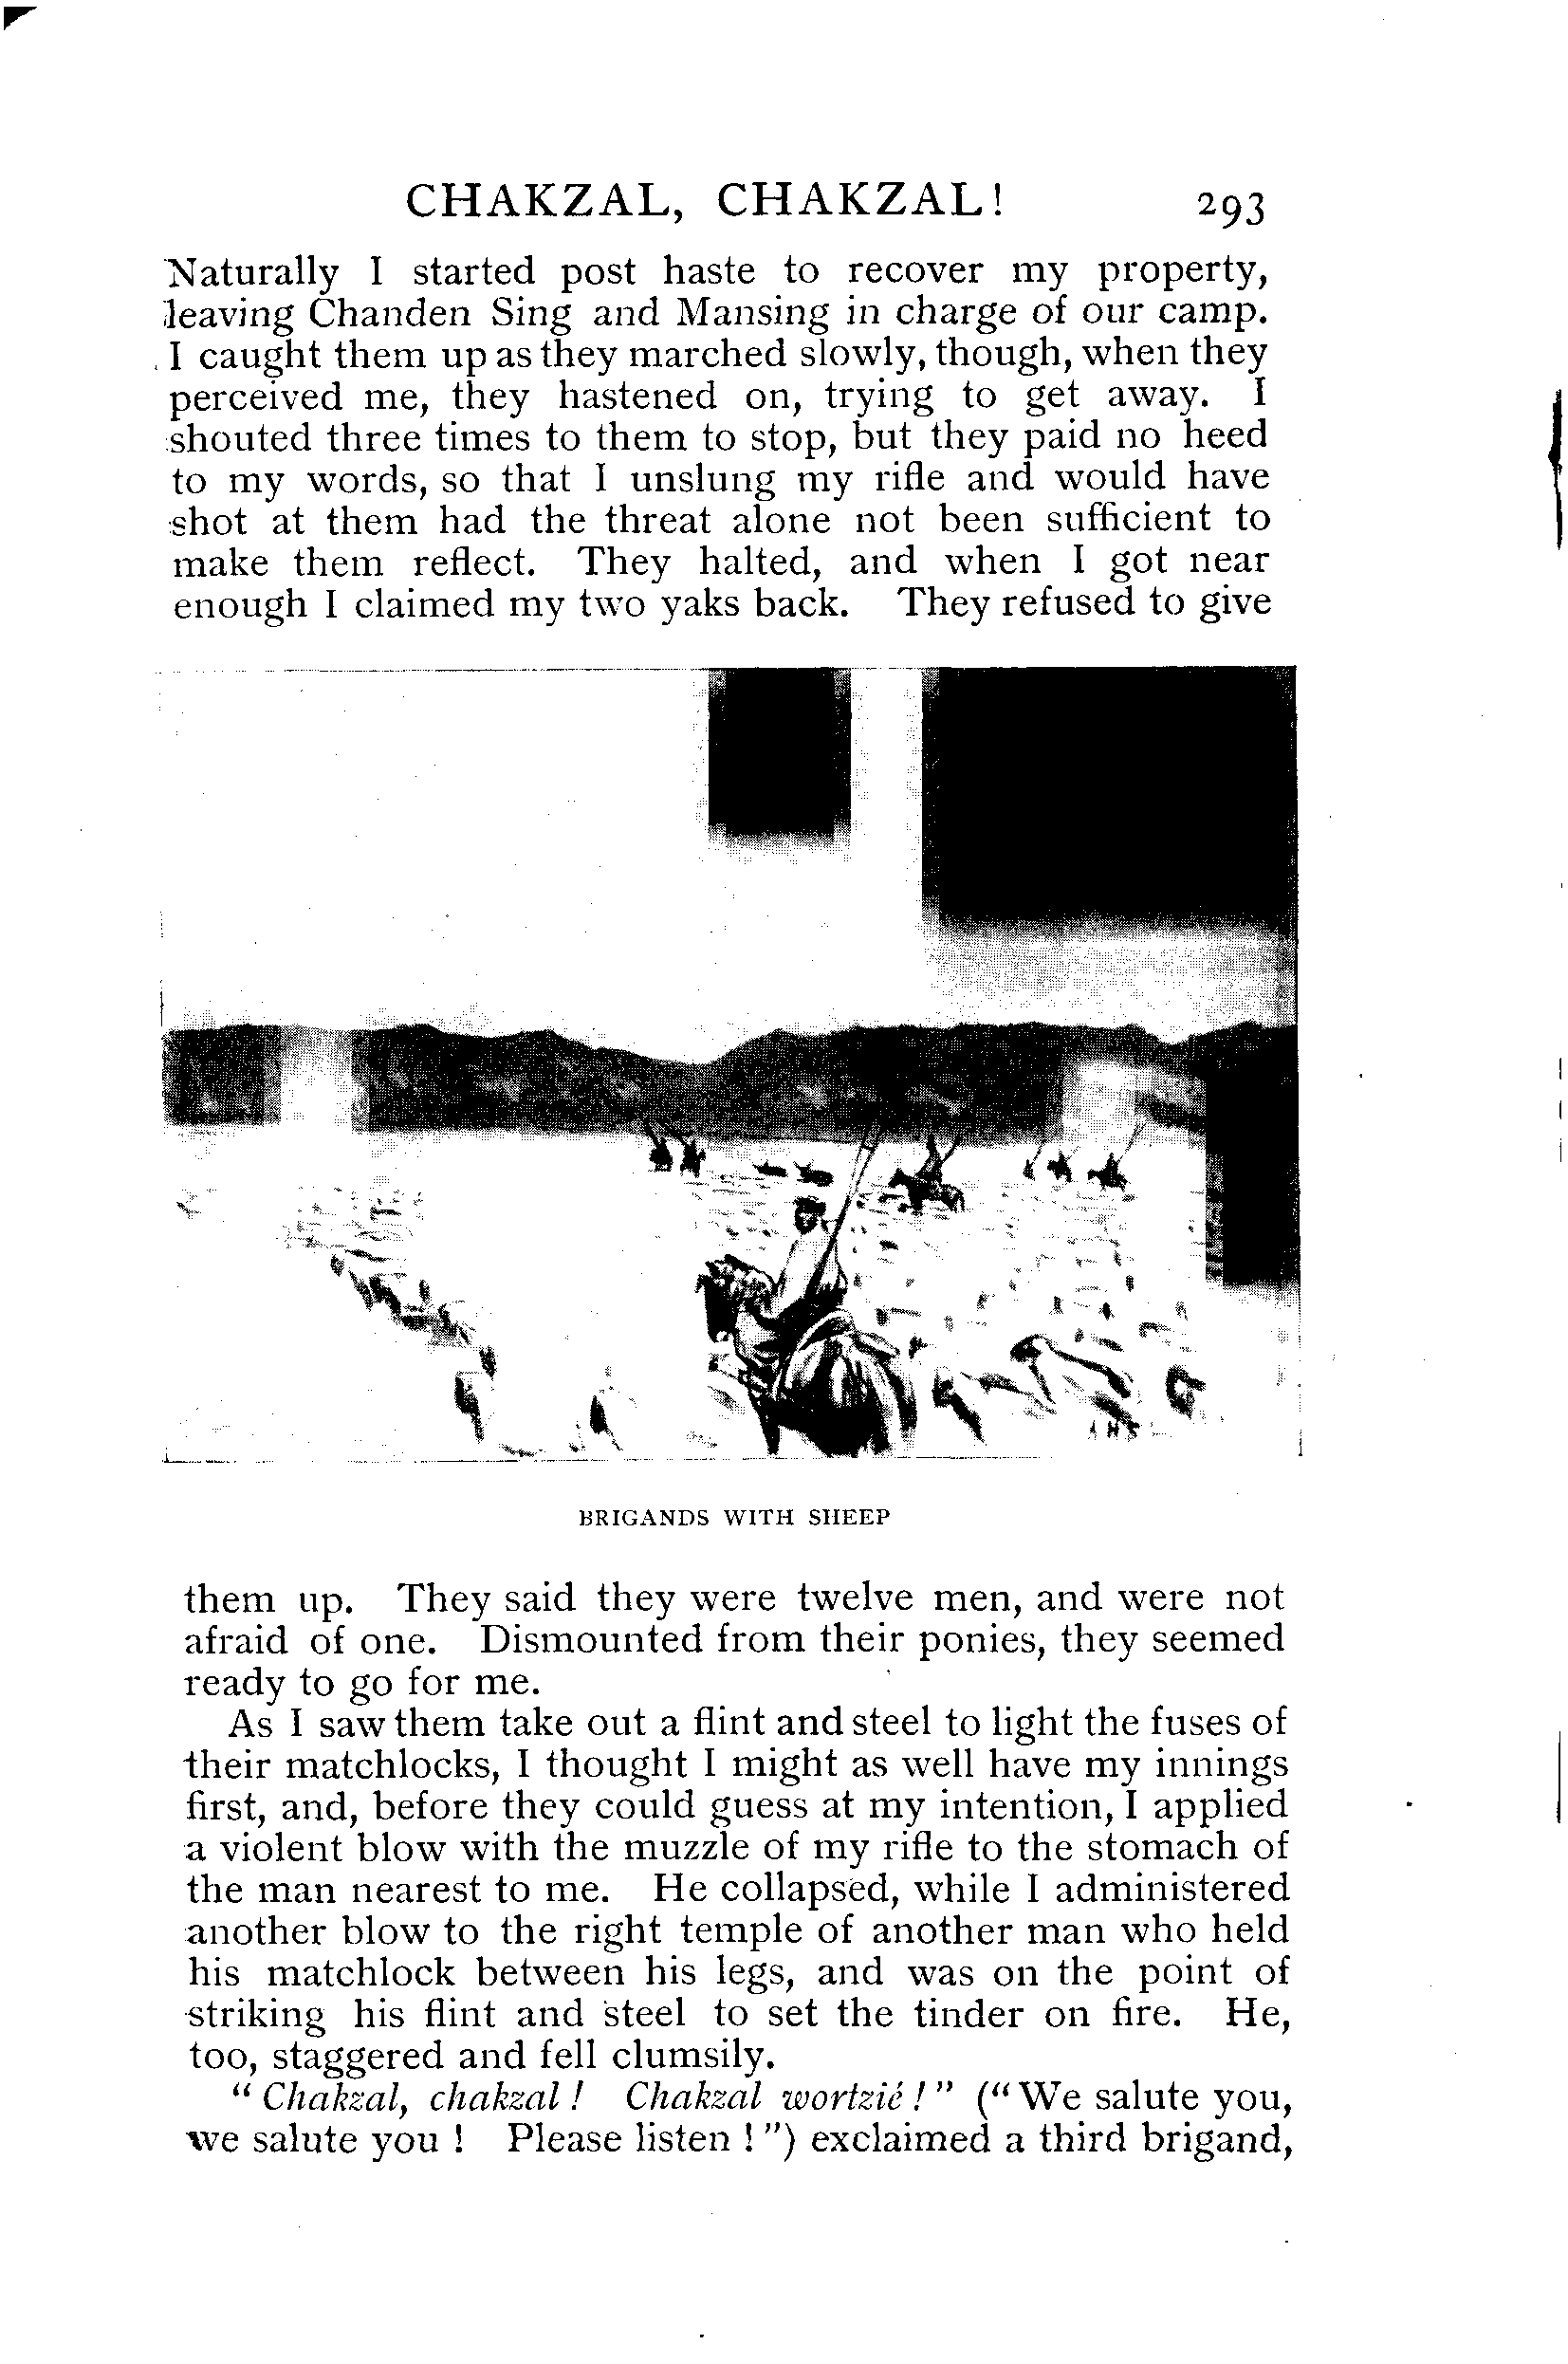 CHAKZAL, CHAKZAL! 293
Naturally I started post haste to recover my property,
leaving Chanden Sing and Mansing in charge of our camp.
I caught them up as they marched slowly, though, when they
perceived me, they hastened on, trying to get away. I
shouted three times to them to stop, but they paid no heed
to my words, so that I unslung my rifle and would have
shot at them had the threat alone not been sufficient to
make them reflect. They halted, and when I got near
enough I claimed my two yaks back. They refused to give
AHS
BRIGANDS WITH SHEEP
them up. They said they were twelve men, and were not
afraid of one. Dismounted from their ponies, they seemed
ready to go for me.
As I saw them take out a flint and steel to light the fuses of
their matchlocks, I thought I might as well have my innings
first, and, before they could guess at my intention, I applied
a violent blow with the muzzle of my rifle to the stomach of
the man nearest to me. He collapsed, while I administered
another blow to the right temple of another man who held
his matchlock between his legs, and was on the point of
striking his flint and steel to set the tinder on fire. He,
too, staggered and fell clumsily.
“Chakzal, chakzal! Chakzal wortzié!” (“We salute you,
we salute you! Please listen!”) exclaimed a third brigand,